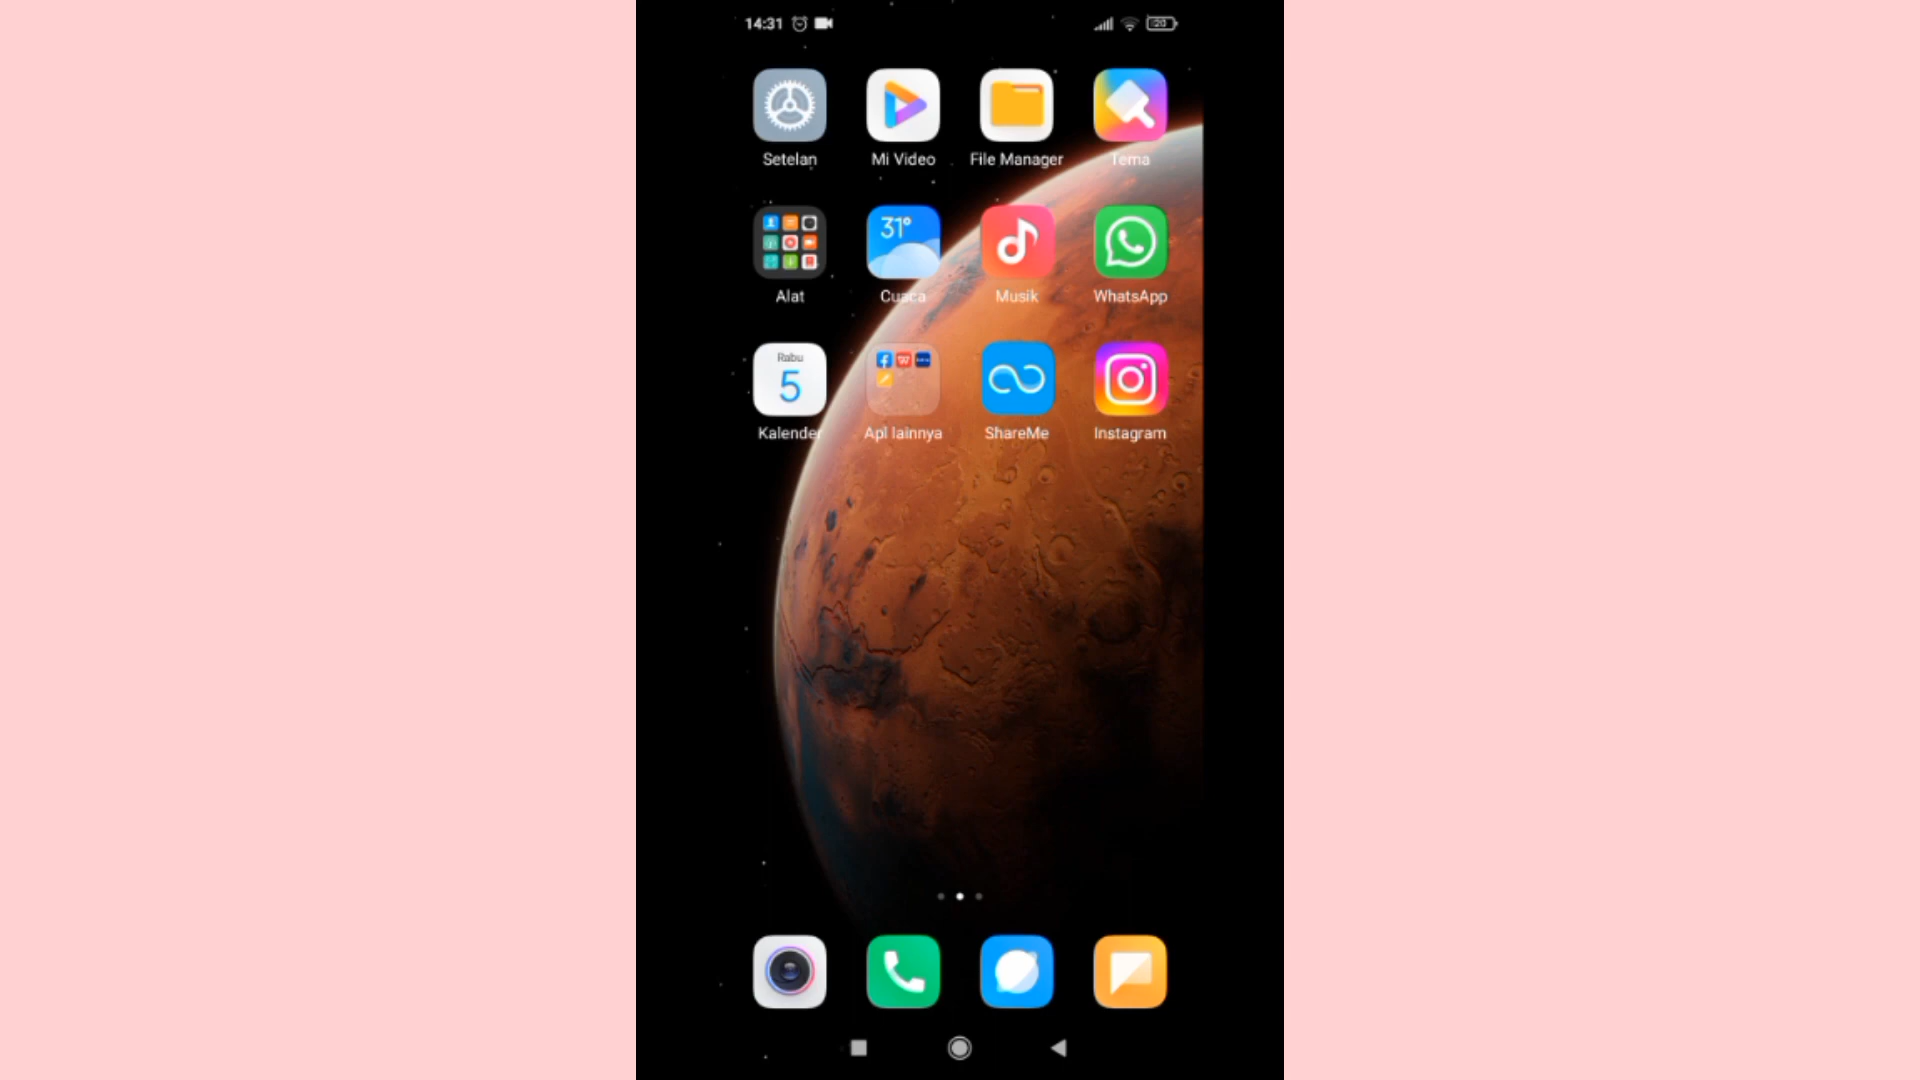 14:31
20
Setelan
Mi Video
File Manager
Tema
31°
Alat
Cuaca
Musik
WhatsApp
Rabu
5
Kalender
Apl lainnya
ShareMe
Instagram